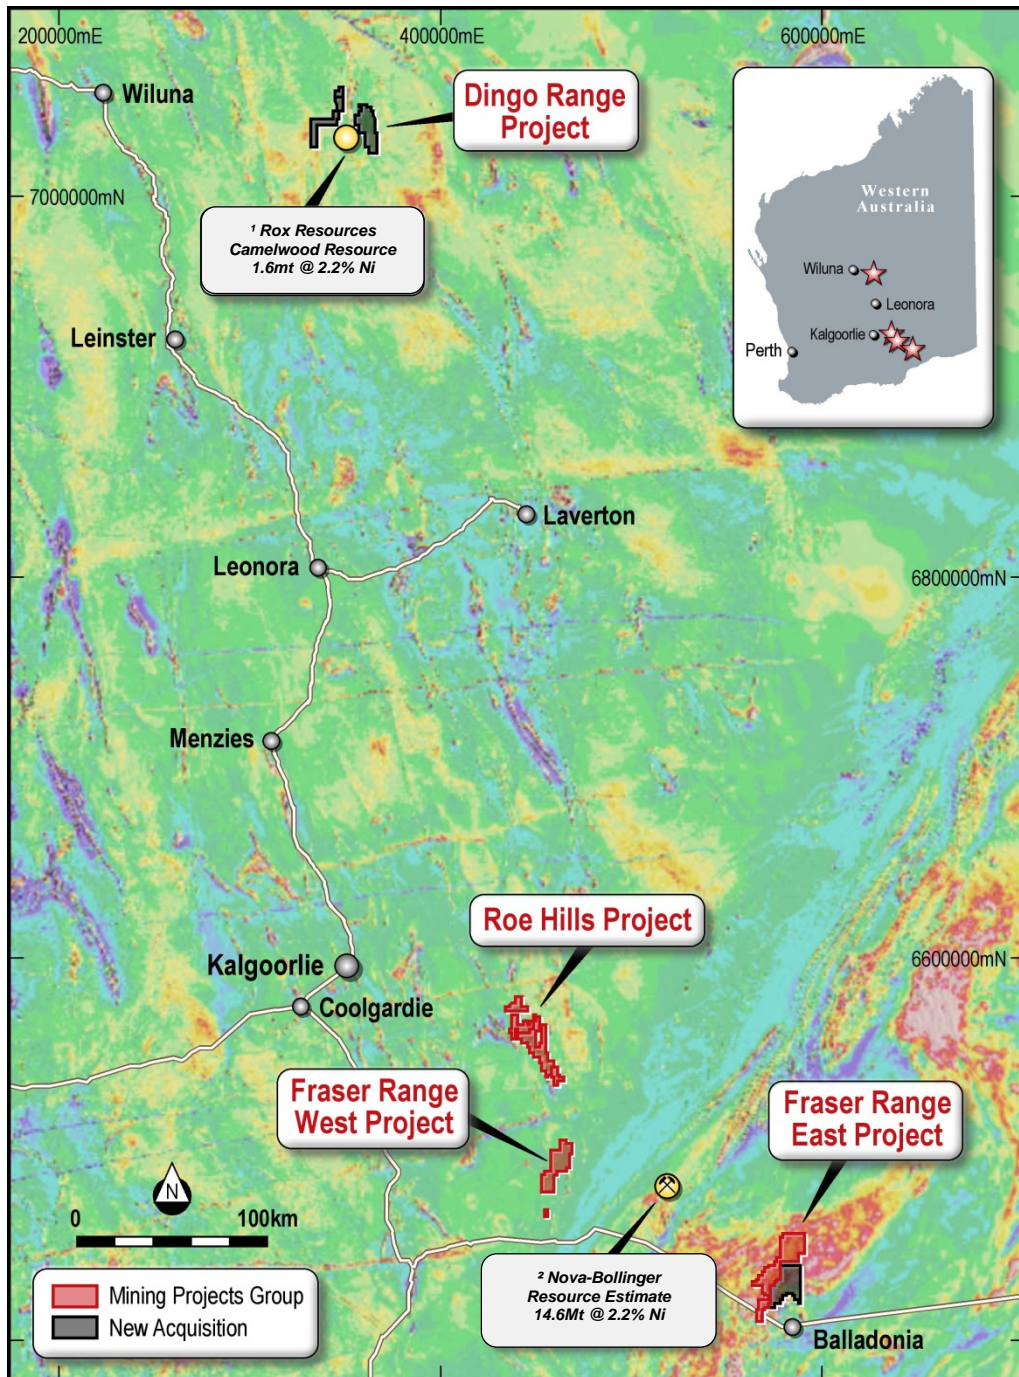 200000mE
400000mE
600000mE
Wiluna
Dingo Range
Project
7000000mN
¹ Rox Resources
Camelwood Resource
1.6mt @ 2.2% Ni
Western
Australia
Wiluna
Leonora
Kalgoorlie
Perth
Leinster
Laverton
Leonora
6800000mN
Menzies
Roe Hills Project
Kalgoorlie
6600000mN
Coolgardie
Fraser Range
West Project
Fraser Range
East Project
N
0
100km
² Nova-Bollinger
Resource Estimate
14.6Mt @ 2.2% Ni
Mining Projects Group
New Acquisition
Balladonia